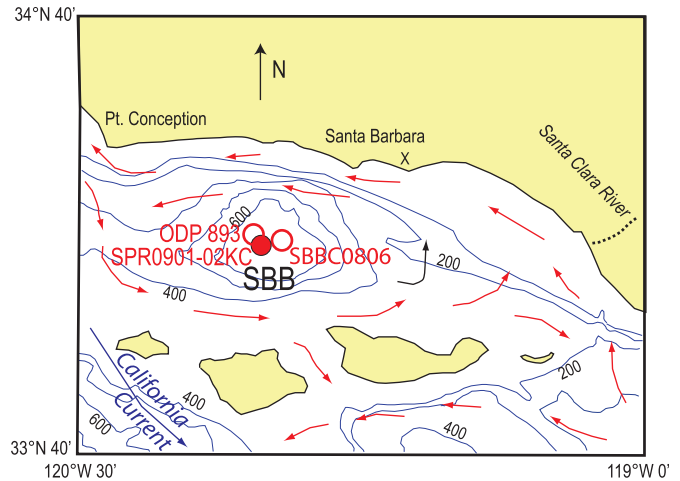 34°N 40'
N
Pt. Conception
Santa Barbara
X
Santa Clara River
600
ODP 893
SPR0901-02KC
SBBC0806
SBB
200
400
California
Current
400
600
200
400
33°N 40'
120°W 30'
119°W 0'